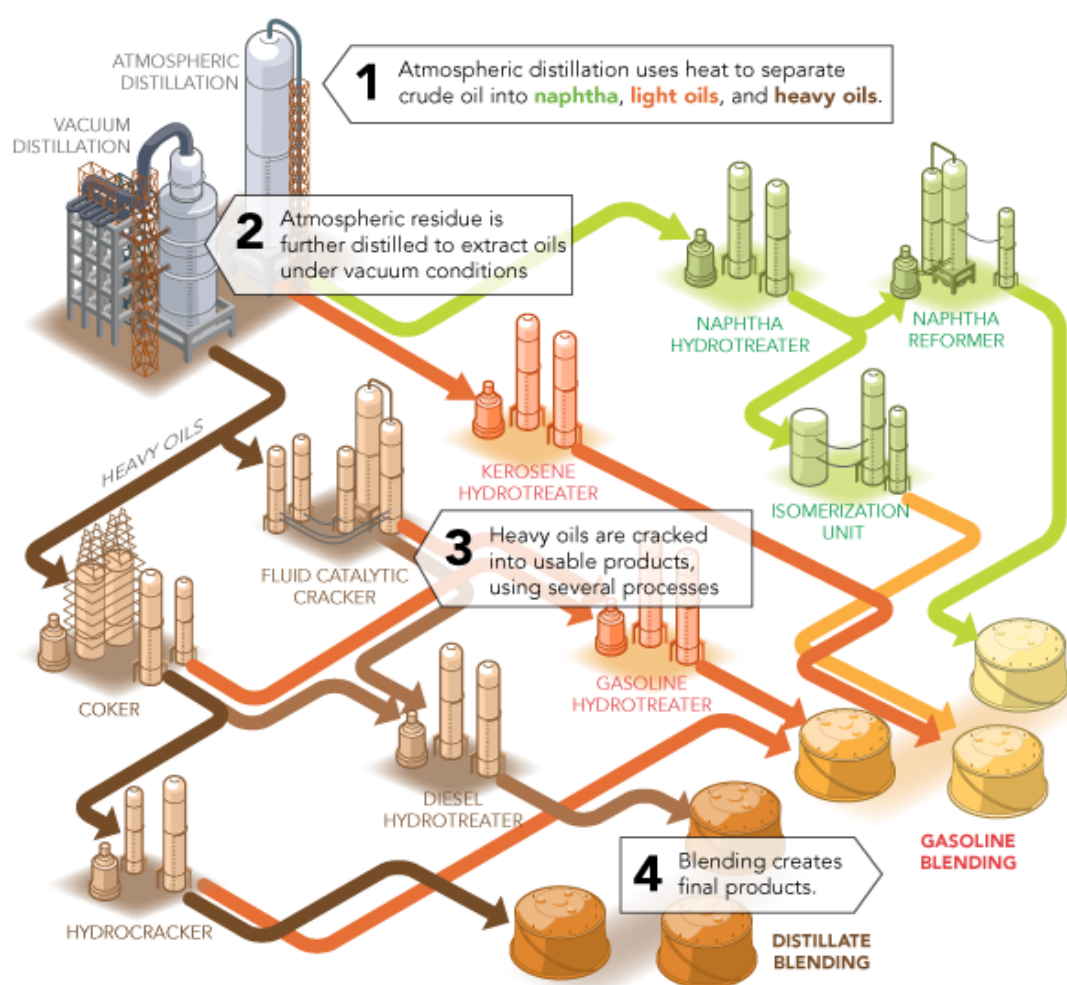 ATMOSPHERIC
DISTILLATION
1
Atmospheric distillation uses heat to separate
crude oil into naphtha, light oils, and heavy oils.
VACUUM
DISTILLATION
2
Atmospheric residue is
further distilled to extract oils
under vacuum conditions
NAPHTHA
HYDROTREATER
NAPHTHA
REFORMER
HEAVY OILS
KEROSENE
HYDROTREATER
ISOMERIZATION
UNIT
FLUID CATALYTIC
CRACKER
3
Heavy oils are cracked
into usable products,
using several processes
COKER
GASOLINE
HYDROTREATER
DIESEL
HYDROTREATER
GASOLINE
BLENDING
4
Blending creates
final products.
HYDROCRACKER
DISTILLATE
BLENDING